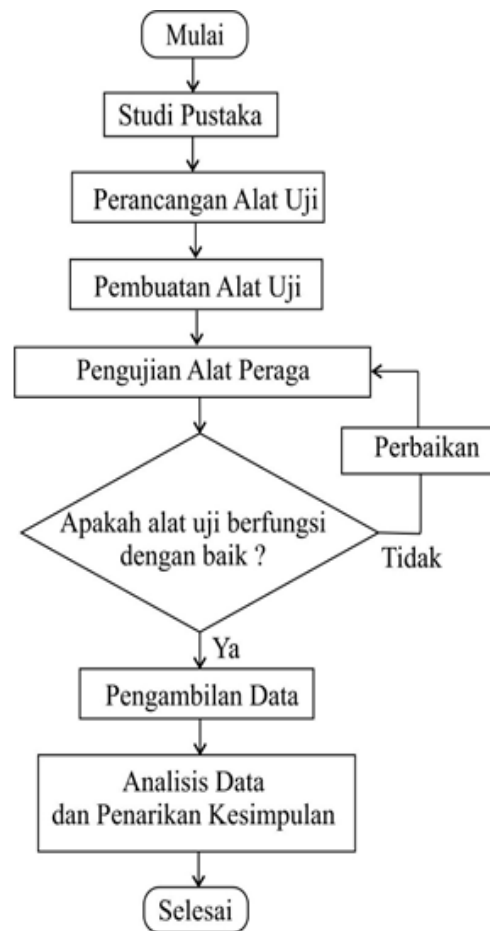 Mulai
Studi Pustaka
Perancangan Alat Uji
Pembuatan Alat Uji
Pengujian Alat Peraga
Perbaikan
Apakah alat uji berfungsi
dengan baik ?
Tidak
Ya
Pengambilan Data
Analisis Data
dan Penarikan Kesimpulan
Selesai